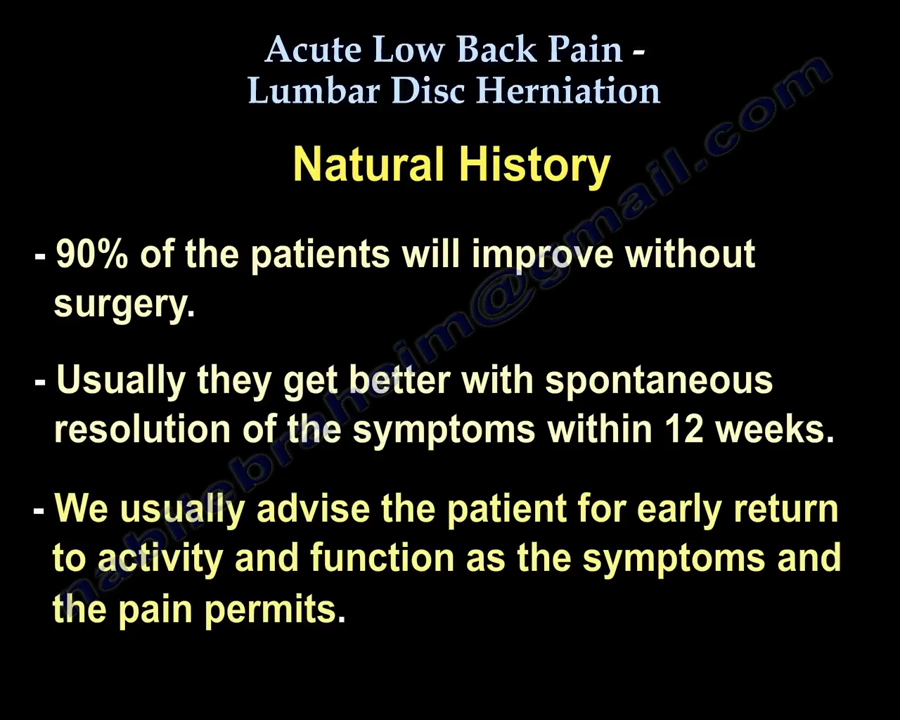 Acute Low Back Pain -
Lumbar Disc Herniation
Natural History
- 90% of the patients will improve without
surgery.
- Usually they get better with spontaneous
resolution of the symptoms within 12 weeks.
- We usually advise the patient for early return
to activity and function as the symptoms and
the pain permits.
nabilebraheim@gmail.com